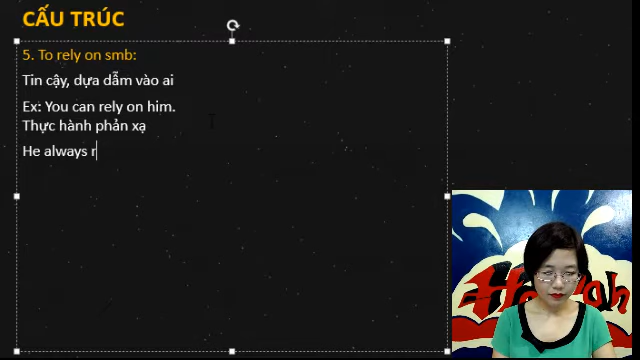 CẤU TRÚC
5. To rely on smb:
Tin cậy, dựa dẫm vào ai
Ex: You can rely on him.
Thực hành phản xạ
He always r